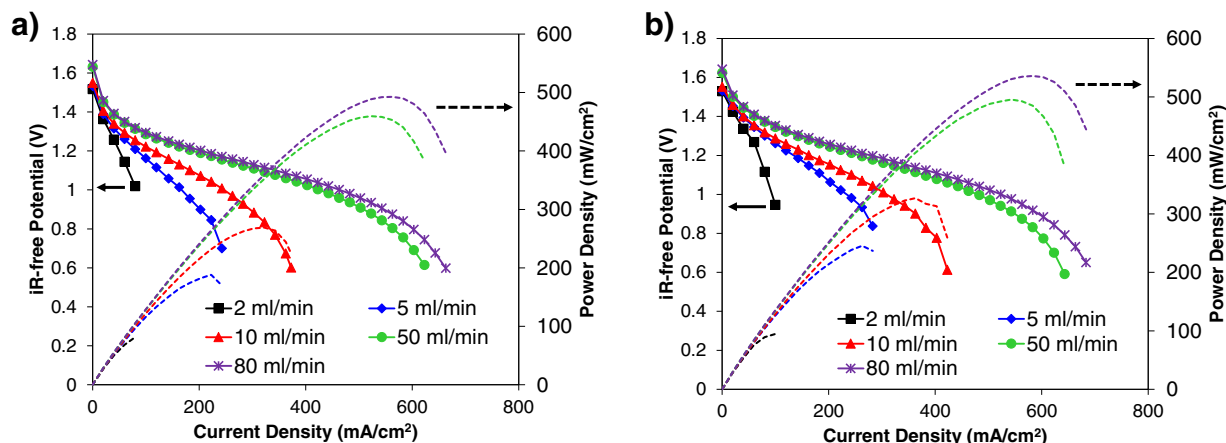 a)
1.8
1.6
1.4
1.2
1
0.8
0.6
0.4
0.2
0
iR-free Potential (V)
600
500
400
300
200
100
0
Power Density (mW/cm²)
2 ml/min
5 ml/min
10 ml/min
50 ml/min
80 ml/min
0 200 400 600 800
Current Density (mA/cm²)
b)
1.8
1.6
1.4
1.2
1
0.8
0.6
0.4
0.2
0
iR-free Potential (V)
600
500
400
300
200
100
0
Power Density (mW/cm²)
2 ml/min
5 ml/min
10 ml/min
50 ml/min
80 ml/min
0 200 400 600 800
Current Density (mA/cm²)